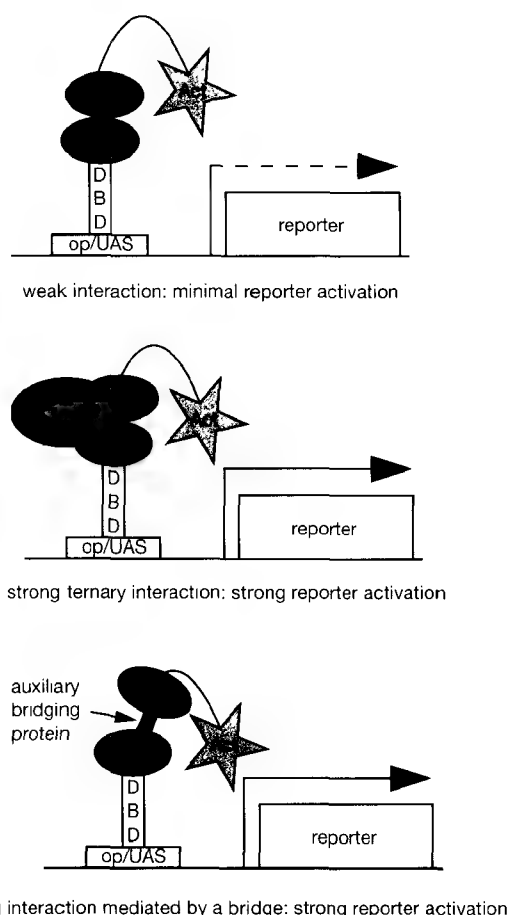 Act
D
B
D
op/UAS
reporter
weak interaction: minimal reporter activation
D
B
D
op/UAS
reporter
strong ternary interaction: strong reporter activation
auxiliary
bridging
protein
D
B
D
op/UAS
reporter
interaction mediated by a bridge: strong reporter activation